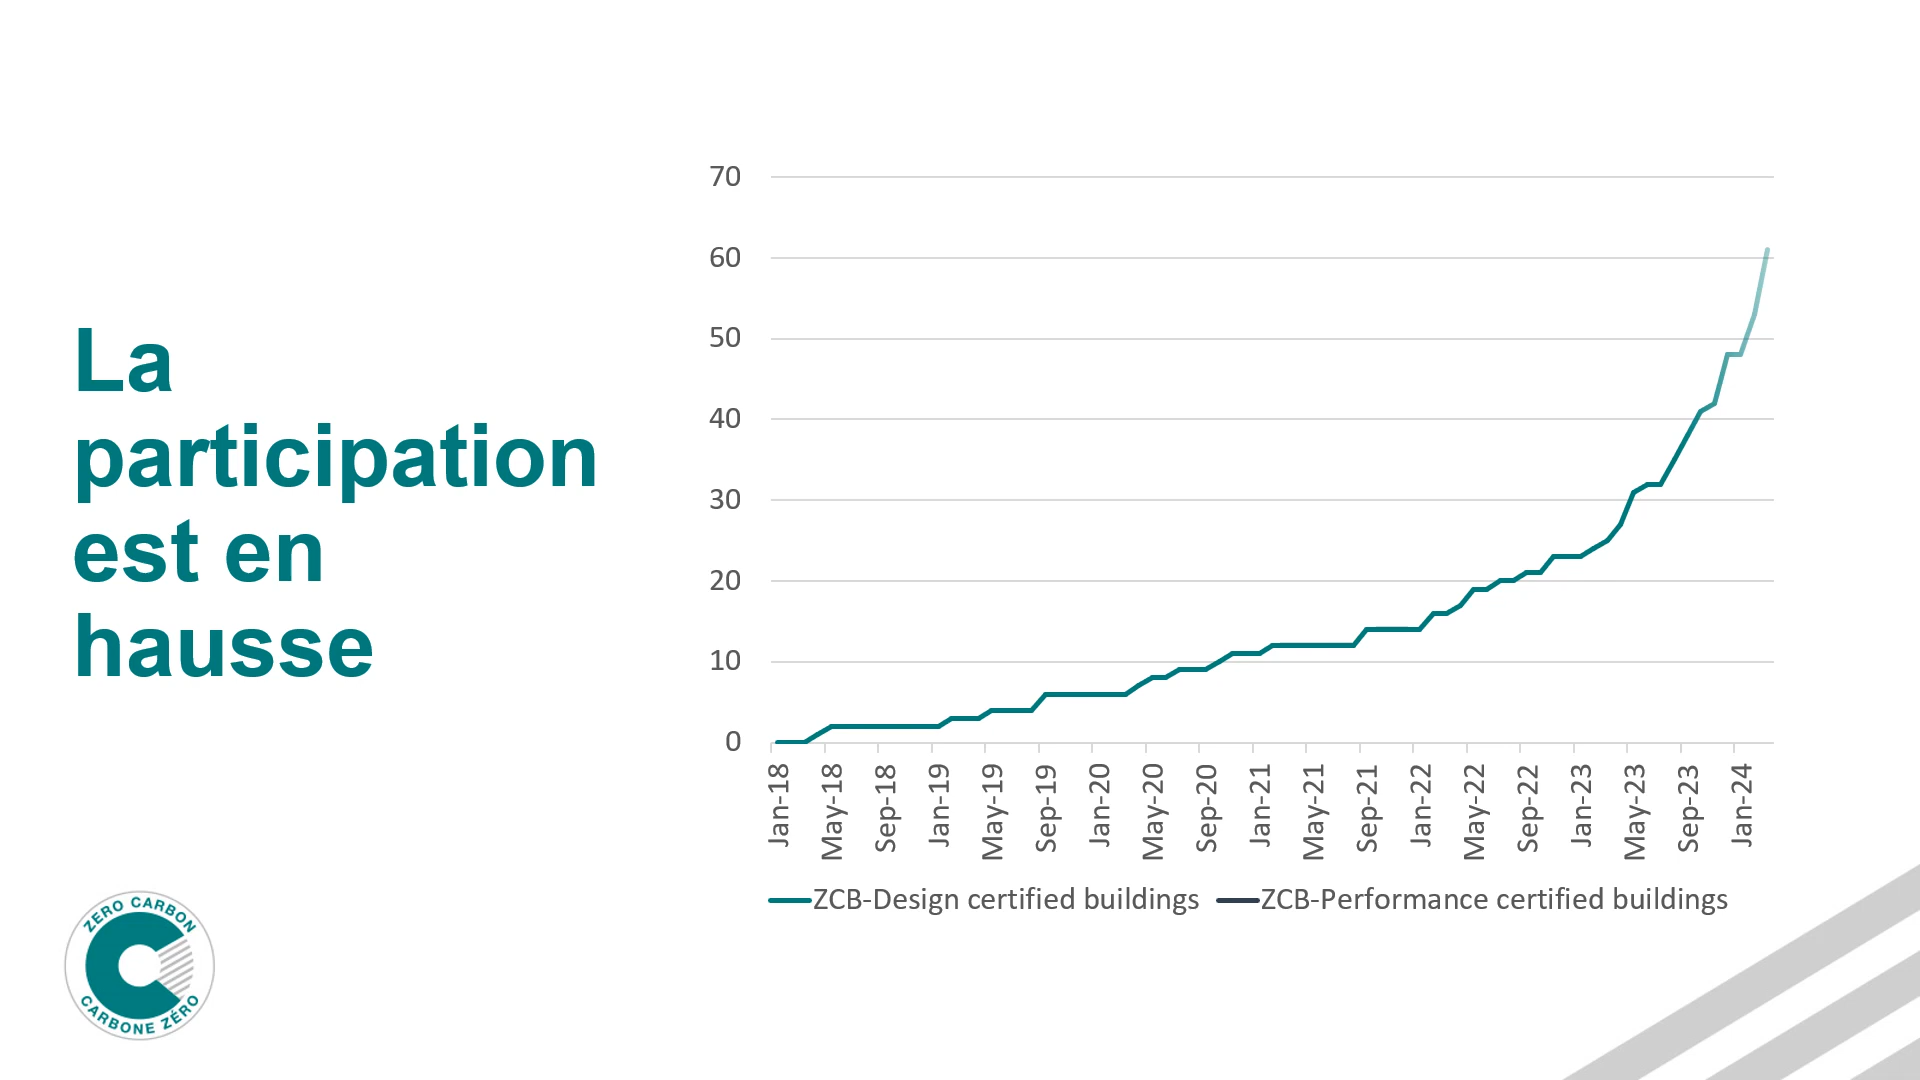 La
participation
est en
hausse
70
60
50
40
30
20
10
0
Jan-18
May-18
Sep-18
Jan-19
May-19
Sep-19
Jan-20
May-20
Sep-20
Jan-21
May-21
Sep-21
Jan-22
May-22
Sep-22
Jan-23
May-23
Sep-23
Jan-24
ZCB-Design certified buildings
ZCB-Performance certified buildings
ZERO CARBON
CARBONE ZÉRO